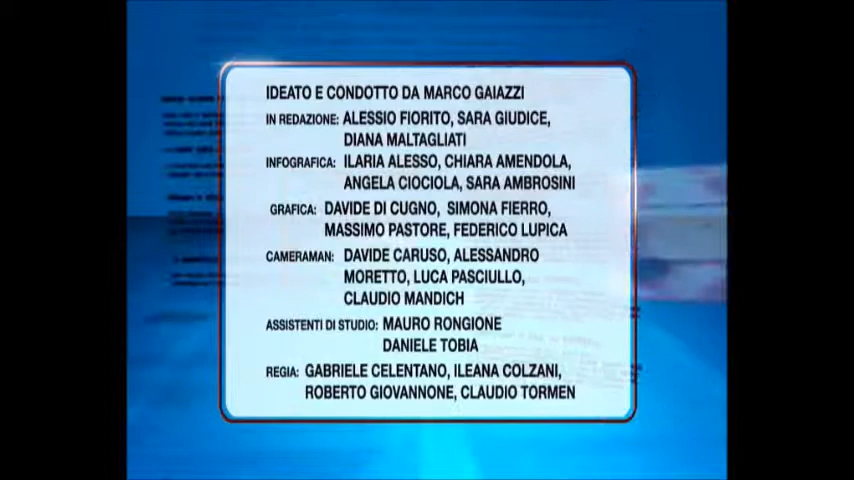 IDEATO E CONDOTTO DA MARCO GAIAZZI
IN REDAZIONE: ALESSIO FIORITO, SARA GIUDICE,
DIANA MALTAGLIATI
INFOGRAFICA: ILARIA ALESSO, CHIARA AMENDOLA,
ANGELA CIOCIOLA, SARA AMBROSINI
GRAFICA: DAVIDE DI CUGNO, SIMONA FIERRO,
MASSIMO PASTORE, FEDERICO LUPICA
CAMERAMAN: DAVIDE CARUSO, ALESSANDRO
MORETTO, LUCA PASCIULLO,
CLAUDIO MANDICH
ASSISTENTI DI STUDIO: MAURO RONGIONE
DANIELE TOBIA
REGIA: GABRIELE CELENTANO, ILEANA COLZANI,
ROBERTO GIOVANNONE, CLAUDIO TORMEN